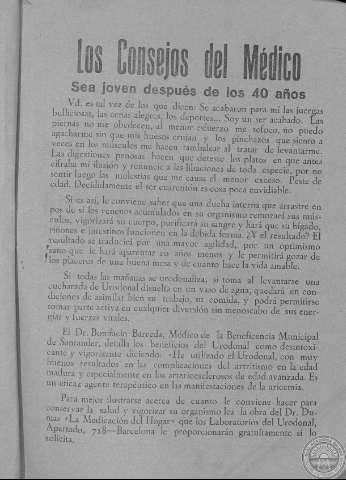 Los Consejos del Médico
Sea joven después de los 40 años
Vd. es tal vez de los que dicen: Se acabaron para mí las juergas
bulliciosas, las cenas alegres, los deportes... Soy un ser acabado. Las
piernas no me obedecen, al menor esfuerzo me sofoco, no puedo
agacharme sin que mis huesos crujan y los pinchazos que siento a
veces en los músculos me hacen tambalear al tratar de levantarme.
Las digestiones penosas hacen que deteste los platos en que antes
cifraba mi ilusión y renuncie a las libaciones de toda especie, por no
sentir luego las molestias que me causa el menor exceso. Peste de
edad. Decididamente el ser cuarentón es cosa poco envidiable.
Si es así, le conviene saber que una ducha interna que arrastre en
pos de sí los venenos acumulados en su organismo remozará sus mús-
culos, vigorizará su cuerpo, purificará su sangre y hará que su hígado,
riñones e intestinos funcionen en la debida forma. ¿Y el resultado? El
resultado se traducirá por una mayor agilidad, por un optimismo
sano que le hará aparentar 20 años menos y le permitirá gozar de
los placeres de una buena mesa y de cuanto hace la vida amable.
Si todas las mañanas se urodonaliza, si toma al levantarse una
cucharada de Urodonal disuelta en un vaso de agua, quedará en con-
diciones de asimilar bien su trabajo, su comida, y podrá permitirse
tomar parte activa en cualquier diversión sin menoscabo de sus ener-
gías y fuerzas vitales.
El Dr. Bonifacio Barceda, Médico de la Beneficencia Municipal
de Santander, detalla los beneficios del Urodonal como desintoxi-
cante y vigorizante diciendo: «He utilizado el Urodonal, con muy
buenos resultados en las complicaciones del artritismo en la edad
madura y especialmente en las arterioesclerosos de edad avanzada. Es
un eficaz agente terapéutico en las manifestaciones de la uricemia.
Para mejor ilustrarse acerca de cuanto le conviene hacer para
conservar la salud y vigorizar su organismo lea la obra del Dr. Du-
mas «La Medicación del Hogar» que los Laboratorios del Urodonal,
Apartado, 718—Barcelona le proporcionarán gratuitamente si lo
solicita.